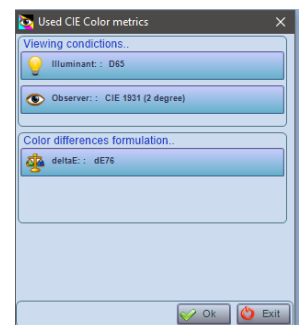 Used CIE Color metrics
Viewing condictions..
Illuminant: : D65
Observer: : CIE 1931 (2 degree)
Color differences formulation..
deltaE: : dE76
Ok
Exit